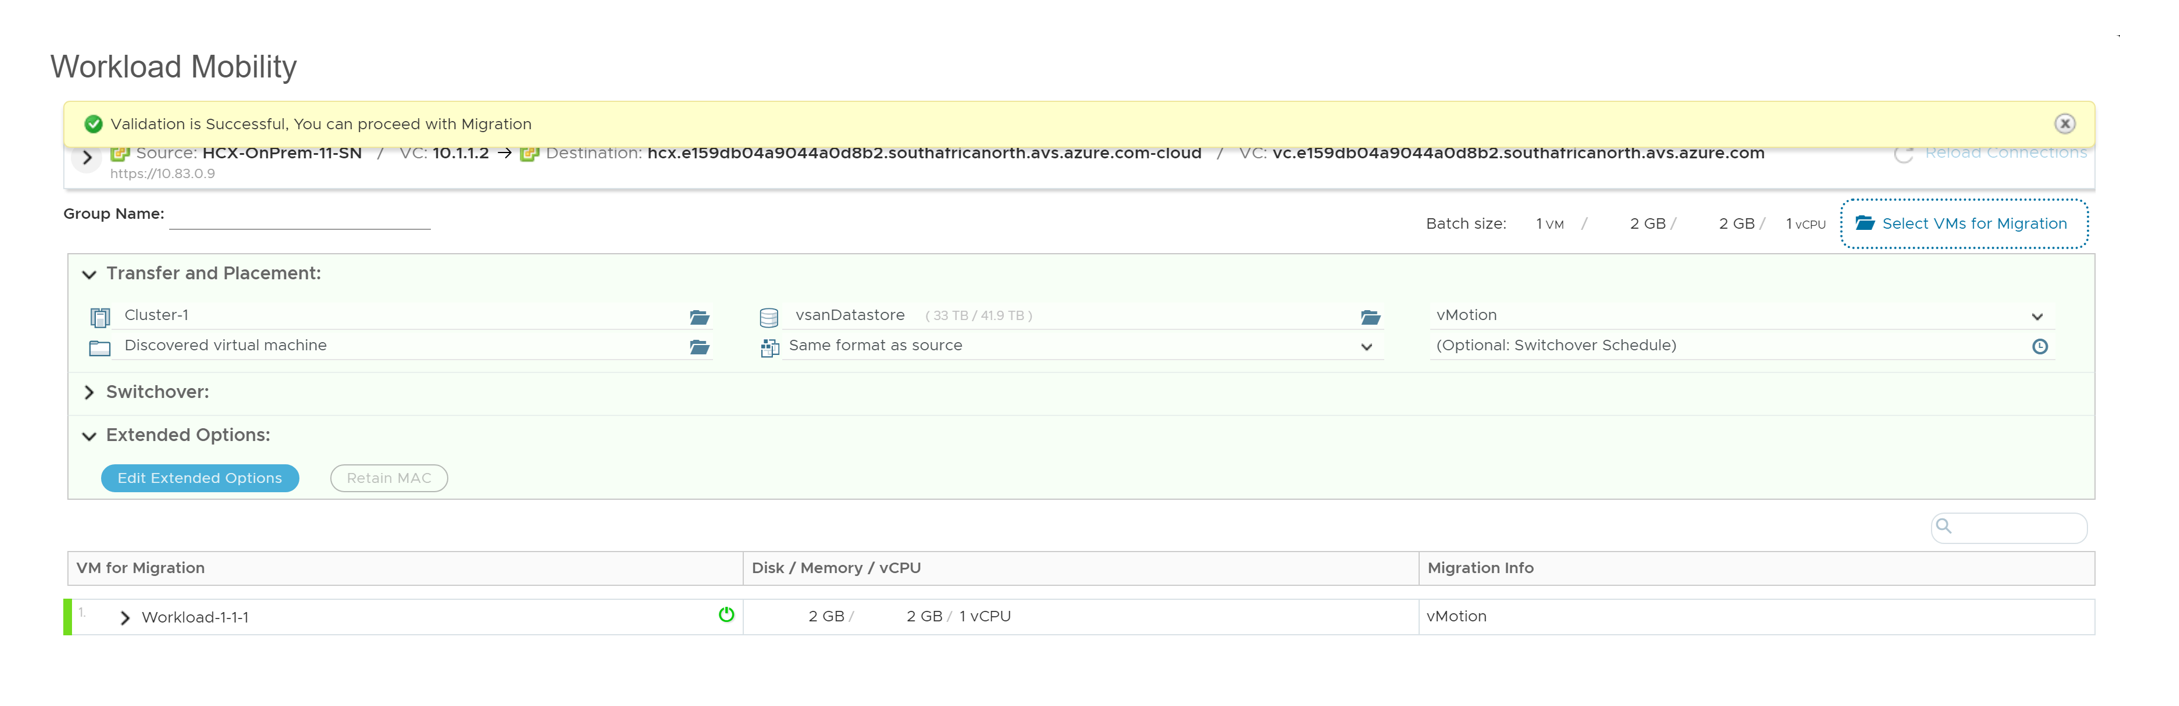 Workload Mobility
Validation is Successful, You can proceed with Migration
Source: HCX-OnPrem-11-SN / VC: 10.1.1.2 → Destination: hcx.e159db04a9044a0d8b2.southafricanorth.avs.azure.com-cloud / VC: vc.e159db04a9044a0d8b2.southafricanorth.avs.azure.com Reload Connections
https://10.83.0.9
Group Name:
Batch size: 1 VM / 2 GB / 2 GB / 1 vCPU Select VMs for Migration
Transfer and Placement:
Cluster-1 vsanDatastore ( 33 TB / 41.9 TB ) vMotion
Discovered virtual machine Same format as source (Optional: Switchover Schedule)
Switchover:
Extended Options:
Edit Extended Options Retain MAC
VM for Migration Disk / Memory / vCPU Migration Info
1. Workload-1-1-1 2 GB / 2 GB / 1 vCPU vMotion